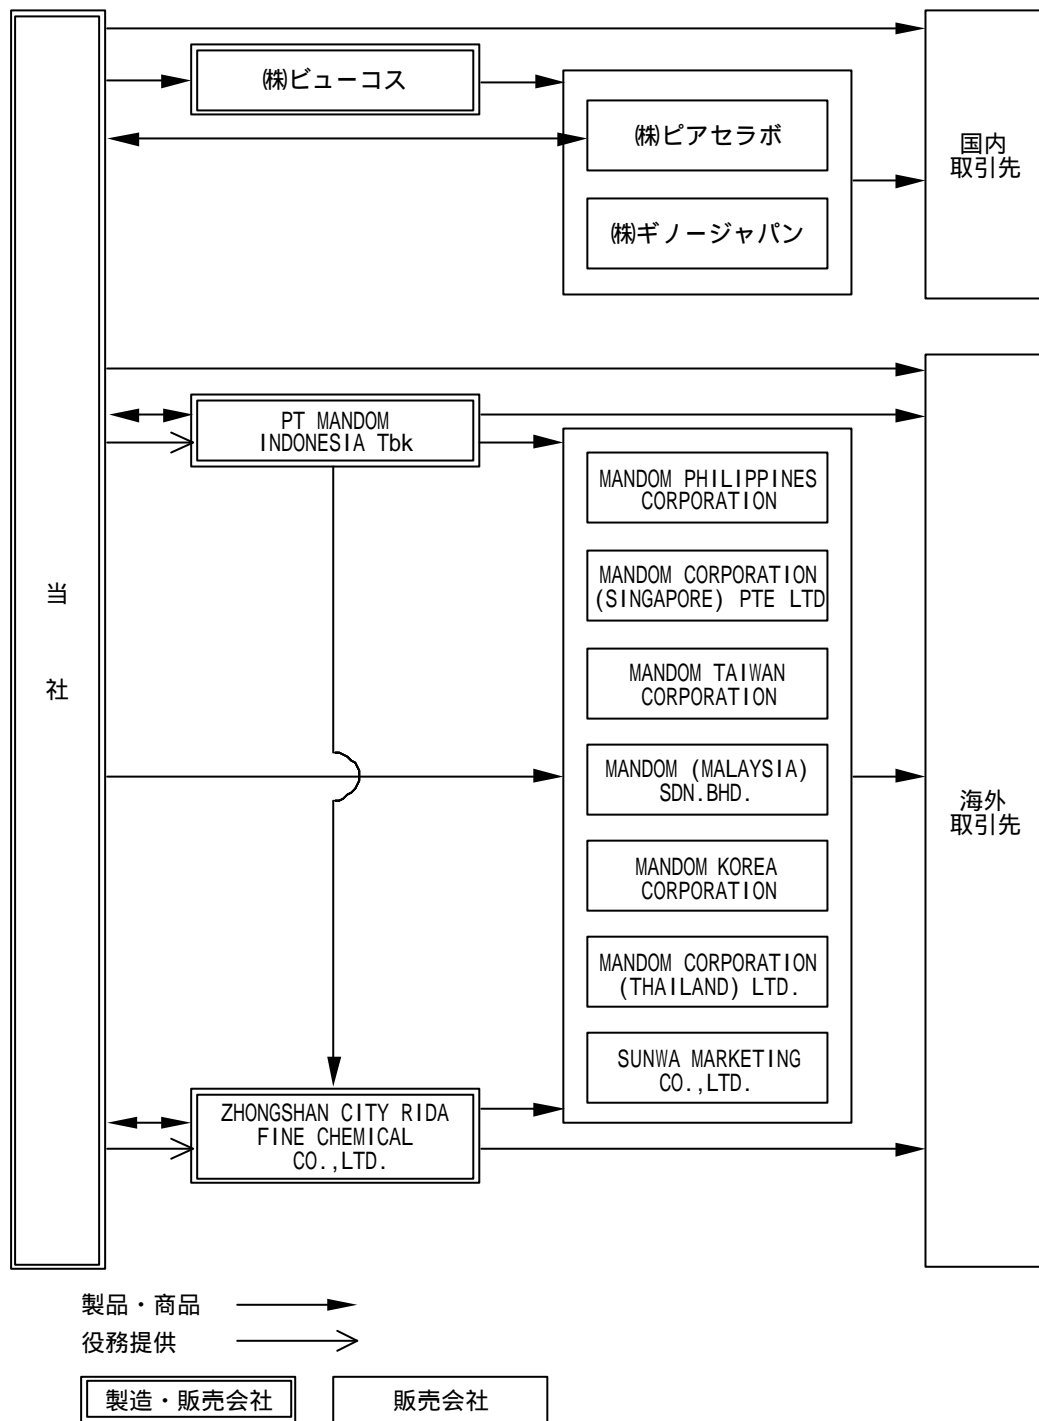 ㈱ビューコス
㈱ピアセラボ
㈱ギノージャパン
国内
取引先
当
社
PT MANDOM
INDONESIA Tbk
MANDOM PHILIPPINES
CORPORATION
MANDOM CORPORATION
(SINGAPORE) PTE LTD
MANDOM TAIWAN
CORPORATION
MANDOM (MALAYSIA)
SDN.BHD.
MANDOM KOREA
CORPORATION
MANDOM CORPORATION
(THAILAND) LTD.
SUNWA MARKETING
CO.,LTD.
海外
取引先
ZHONGSHAN CITY RIDA
FINE CHEMICAL
CO.,LTD.
製品・商品
役務提供
製造・販売会社
販売会社